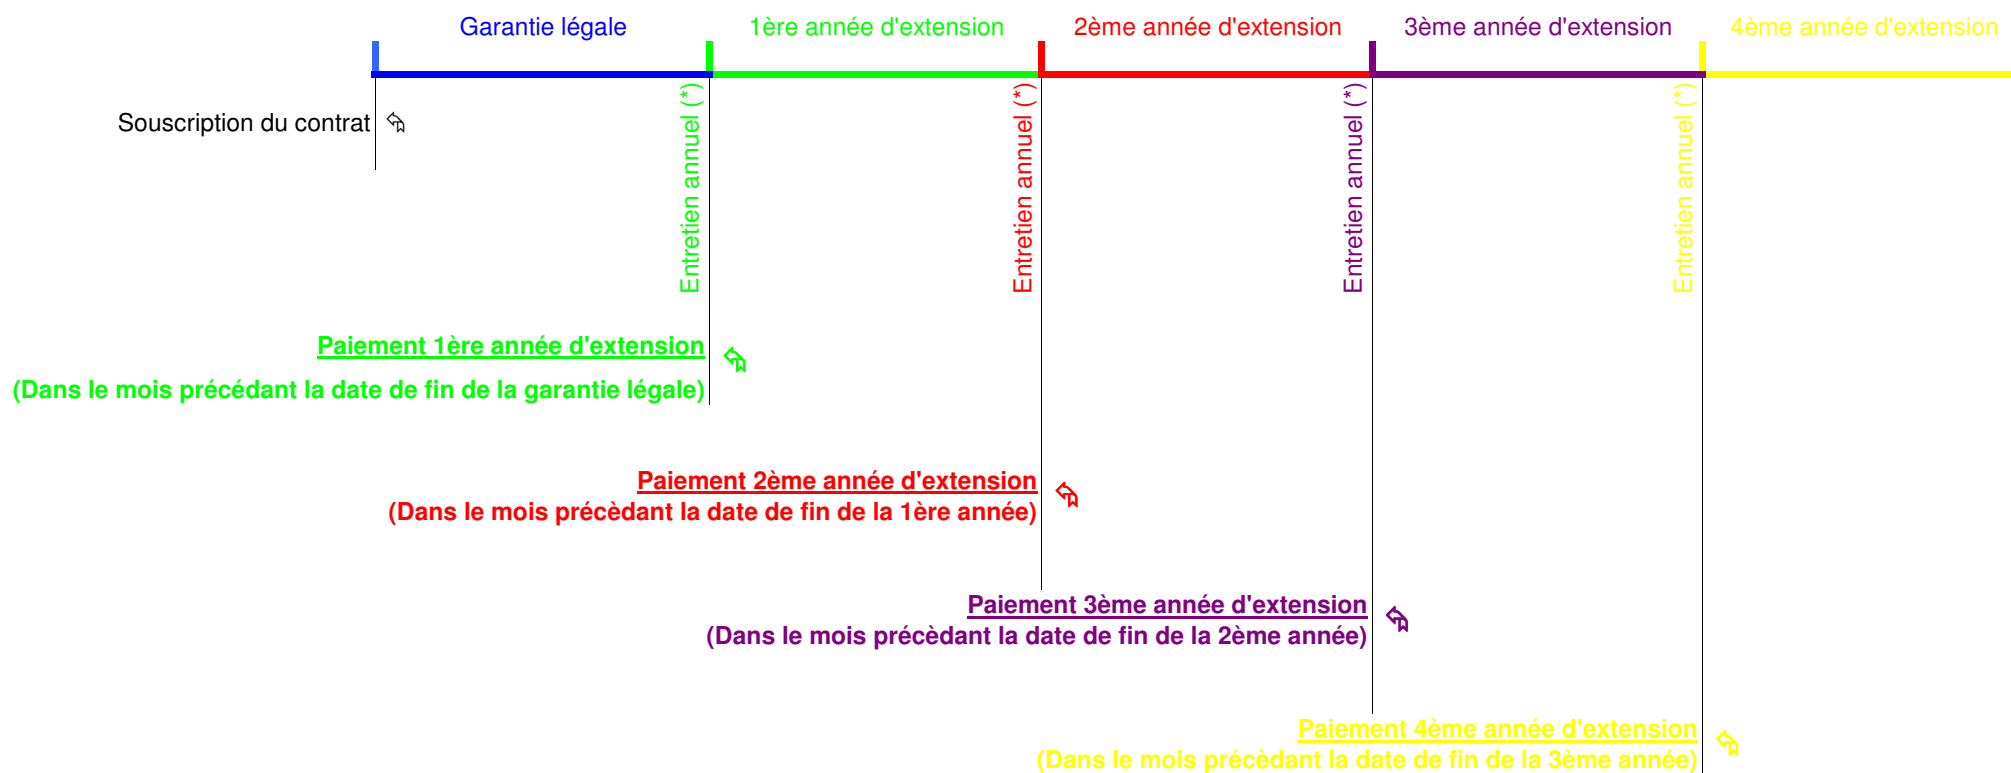 Garantie légale
1ère année d'extension
2ème année d'extension
3ème année d'extension
4ème année d'extension
Souscription du contrat
Entretien annuel (*)
Entretien annuel (*)
Entretien annuel (*)
Entretien annuel (*)
Paiement 1ère année d'extension
(Dans le mois précédant la date de fin de la garantie légale)
Paiement 2ème année d'extension
(Dans le mois précèdant la date de fin de la 1ère année)
Paiement 3ème année d'extension
(Dans le mois précèdant la date de fin de la 2ème année)
Paiement 4ème année d'extension
(Dans le mois précèdant la date de fin de la 3ème année)